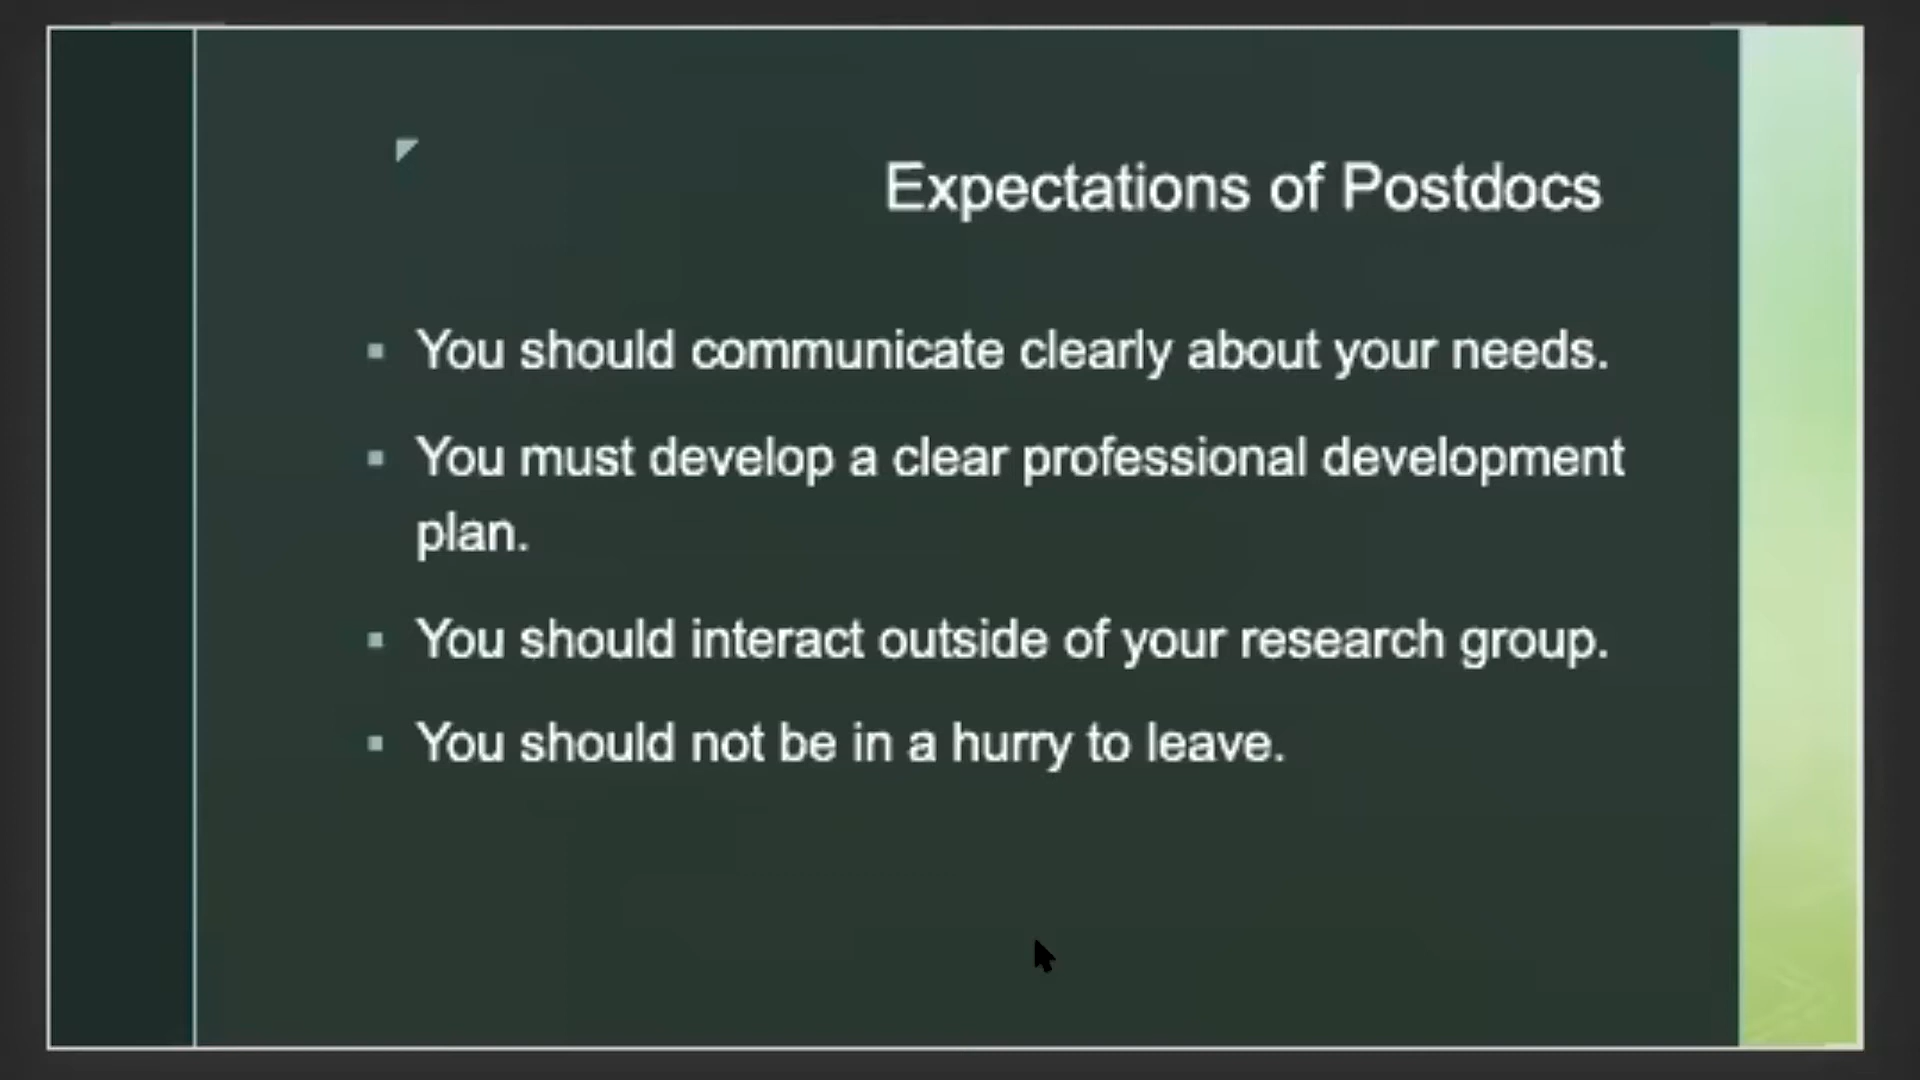 Expectations of Postdocs
▪ You should communicate clearly about your needs.
▪ You must develop a clear professional development
plan.
▪ You should interact outside of your research group.
▪ You should not be in a hurry to leave.